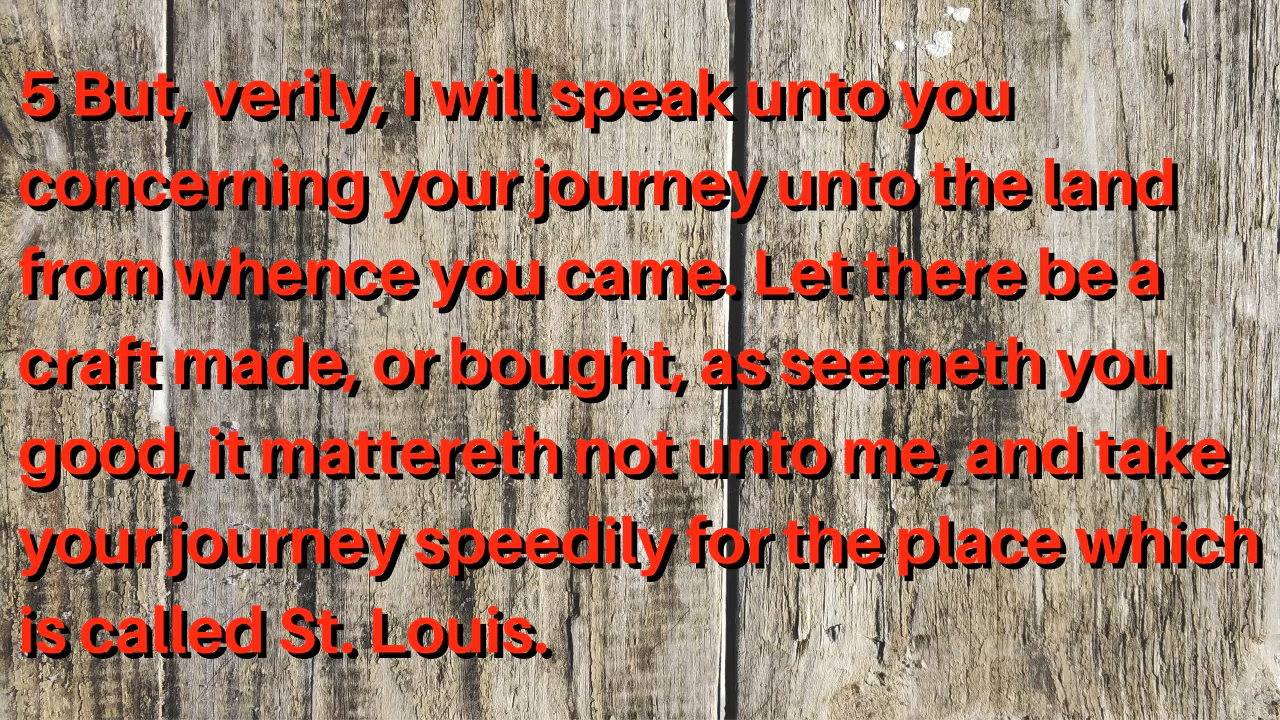 5 But, verily, I will speak unto you
concerning your journey unto the land
from whence you came. Let there be a
craft made, or bought, as seemeth you
good, it mattereth not unto me, and take
your journey speedily for the place which
is called St. Louis.